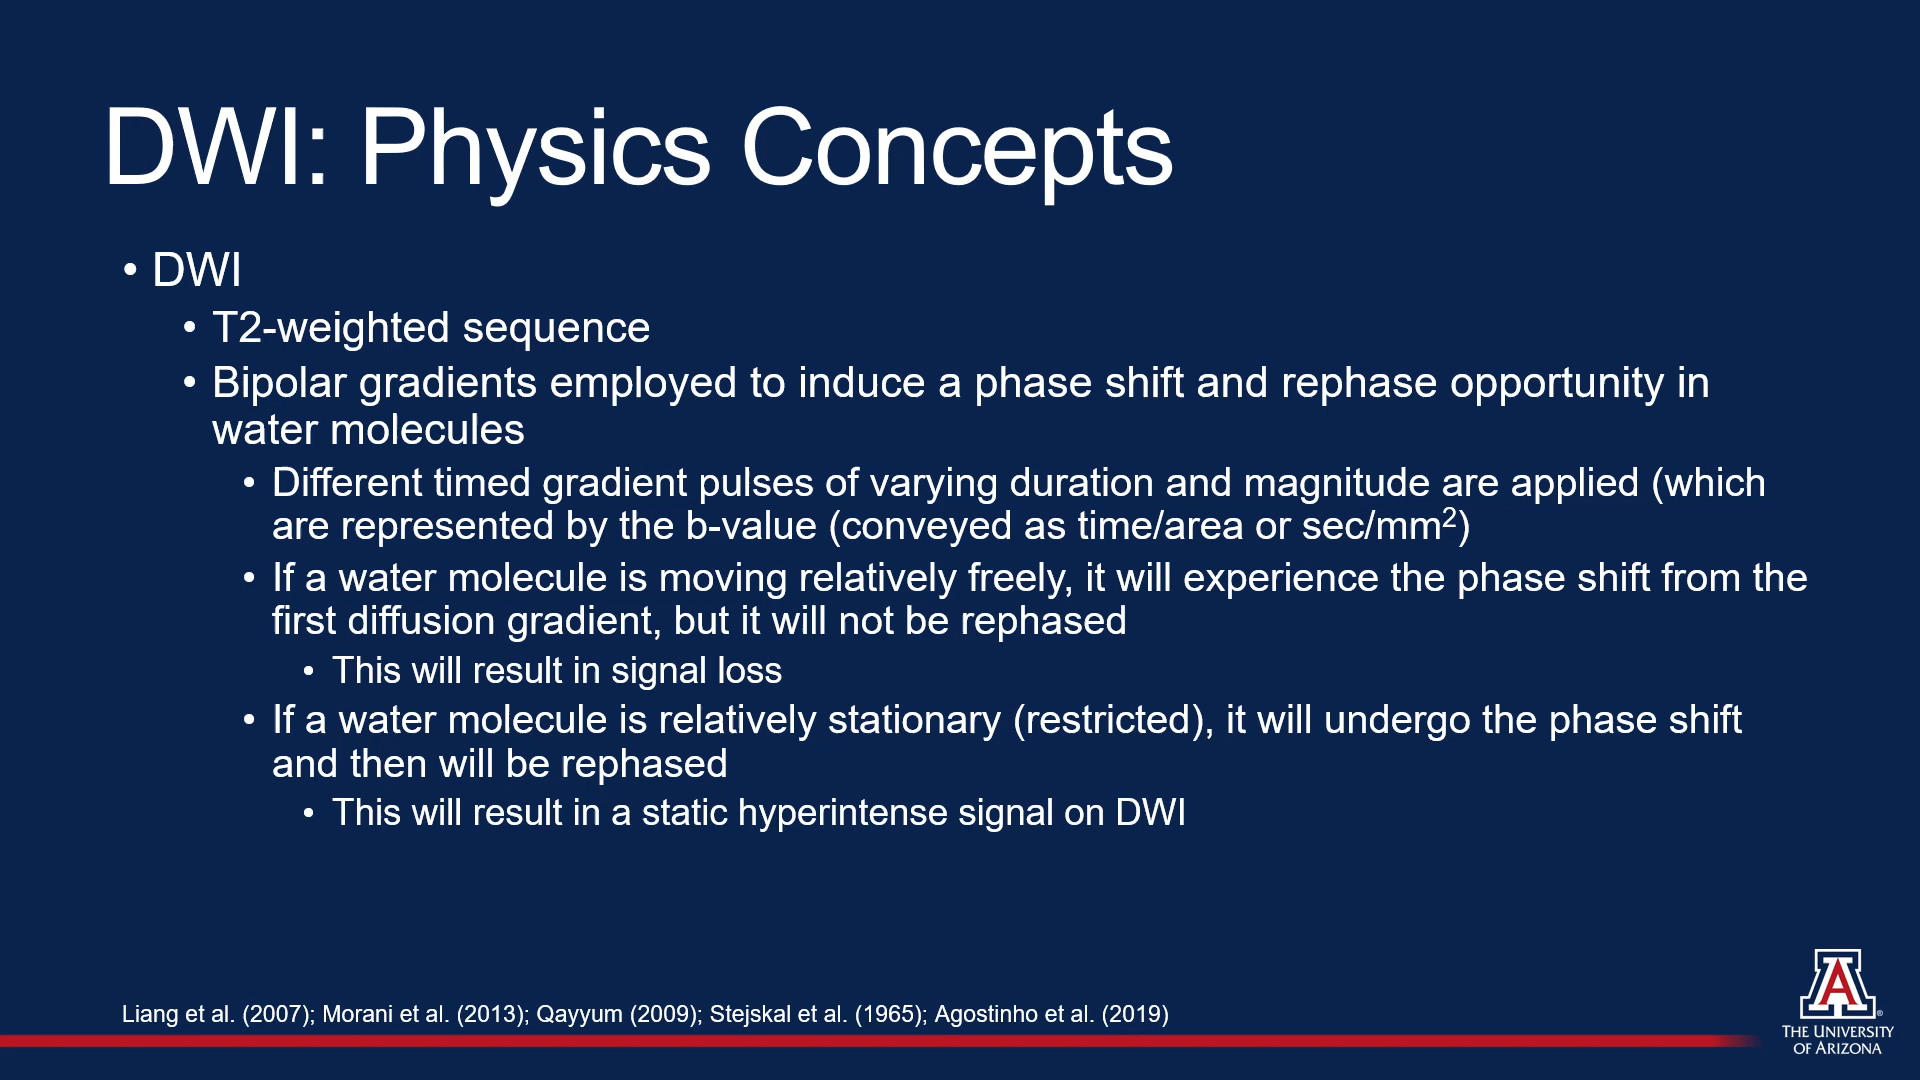 DWI: Physics Concepts
• DWI
• T2-weighted sequence
• Bipolar gradients employed to induce a phase shift and rephase opportunity in
water molecules
• Different timed gradient pulses of varying duration and magnitude are applied (which
are represented by the b-value (conveyed as time/area or sec/mm²)
• If a water molecule is moving relatively freely, it will experience the phase shift from the
first diffusion gradient, but it will not be rephased
• This will result in signal loss
• If a water molecule is relatively stationary (restricted), it will undergo the phase shift
and then will be rephased
• This will result in a static hyperintense signal on DWI
Liang et al. (2007); Morani et al. (2013); Qayyum (2009); Stejskal et al. (1965); Agostinho et al. (2019)
A®
THE UNIVERSITY
OF ARIZONA